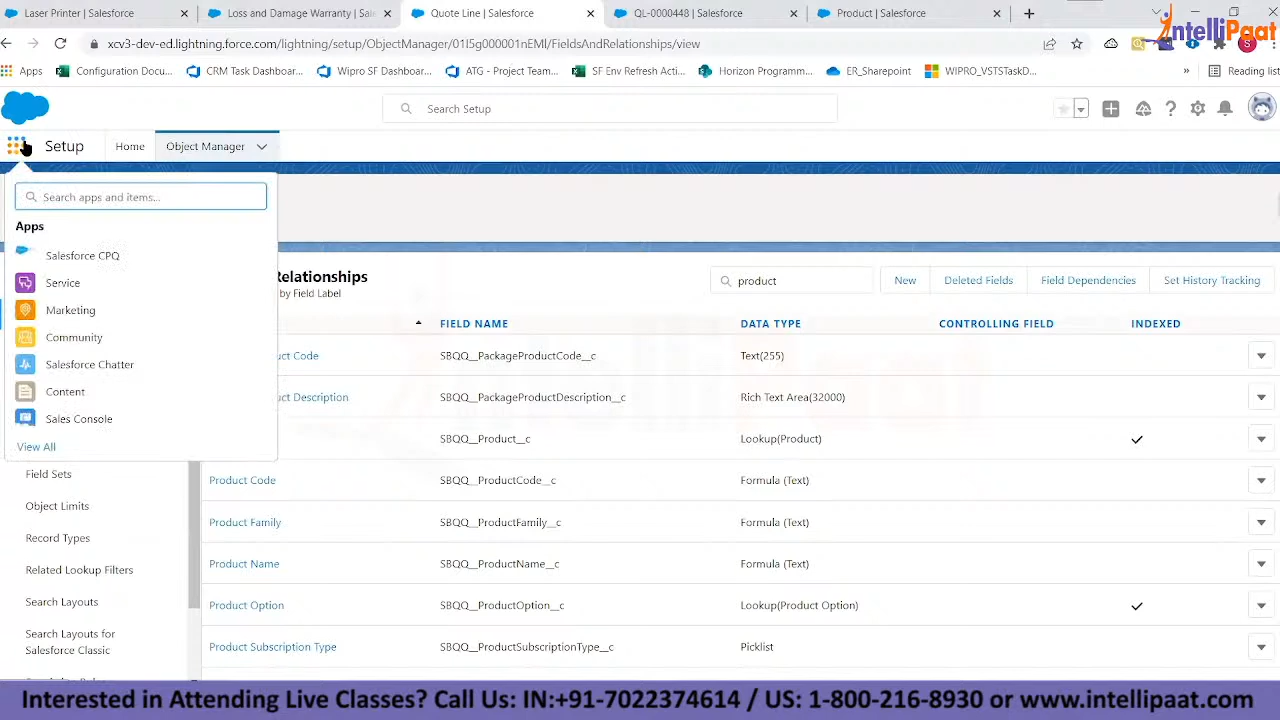 Laser Printer | Salesforce
Loss and Damage Warranty | Sale
Quote Line | Salesforce
QL-0000448 | Salesforce
Product | Salesforce
IntelliPaat
xcv3-dev-ed.lightning.force.com/lightning/setup/ObjectManager/
AndRelationships/view
Apps
Configuration Docu...
CRM Task Dashboar...
Wipro SF Dashboar...
ATG - Project Team...
SF Env Refresh Acti...
Horizon Programm...
ER_Sharepoint
WIPRO_VSTSTaskD...
»
Reading list
Search Setup
Setup
Home
Object Manager
Search apps and items...
Apps
Salesforce CPQ
Service
Marketing
Community
Salesforce Chatter
Content
Sales Console
View All
Relationships
by Field Label
product
New
Deleted Fields
Field Dependencies
Set History Tracking
FIELD NAME
DATA TYPE
CONTROLLING FIELD
INDEXED
uct Code
SBQQ__PackageProductCode__c
Text(255)
uct Description
SBQQ__PackageProductDescription__c
Rich Text Area(32000)
SBQQ__Product__c
Lookup(Product)
Field Sets
Product Code
SBQQ__ProductCode__c
Formula (Text)
Object Limits
Product Family
SBQQ__ProductFamily__c
Formula (Text)
Record Types
Related Lookup Filters
Product Name
SBQQ__ProductName__c
Formula (Text)
Search Layouts
Product Option
SBQQ__ProductOption__c
Lookup(Product Option)
Search Layouts for
Salesforce Classic
Product Subscription Type
SBQQ__ProductSubscriptionType__c
Picklist
Interested in Attending Live Classes? Call Us: IN:+91-7022374614 / US: 1-800-216-8930 or www.intellipaat.com